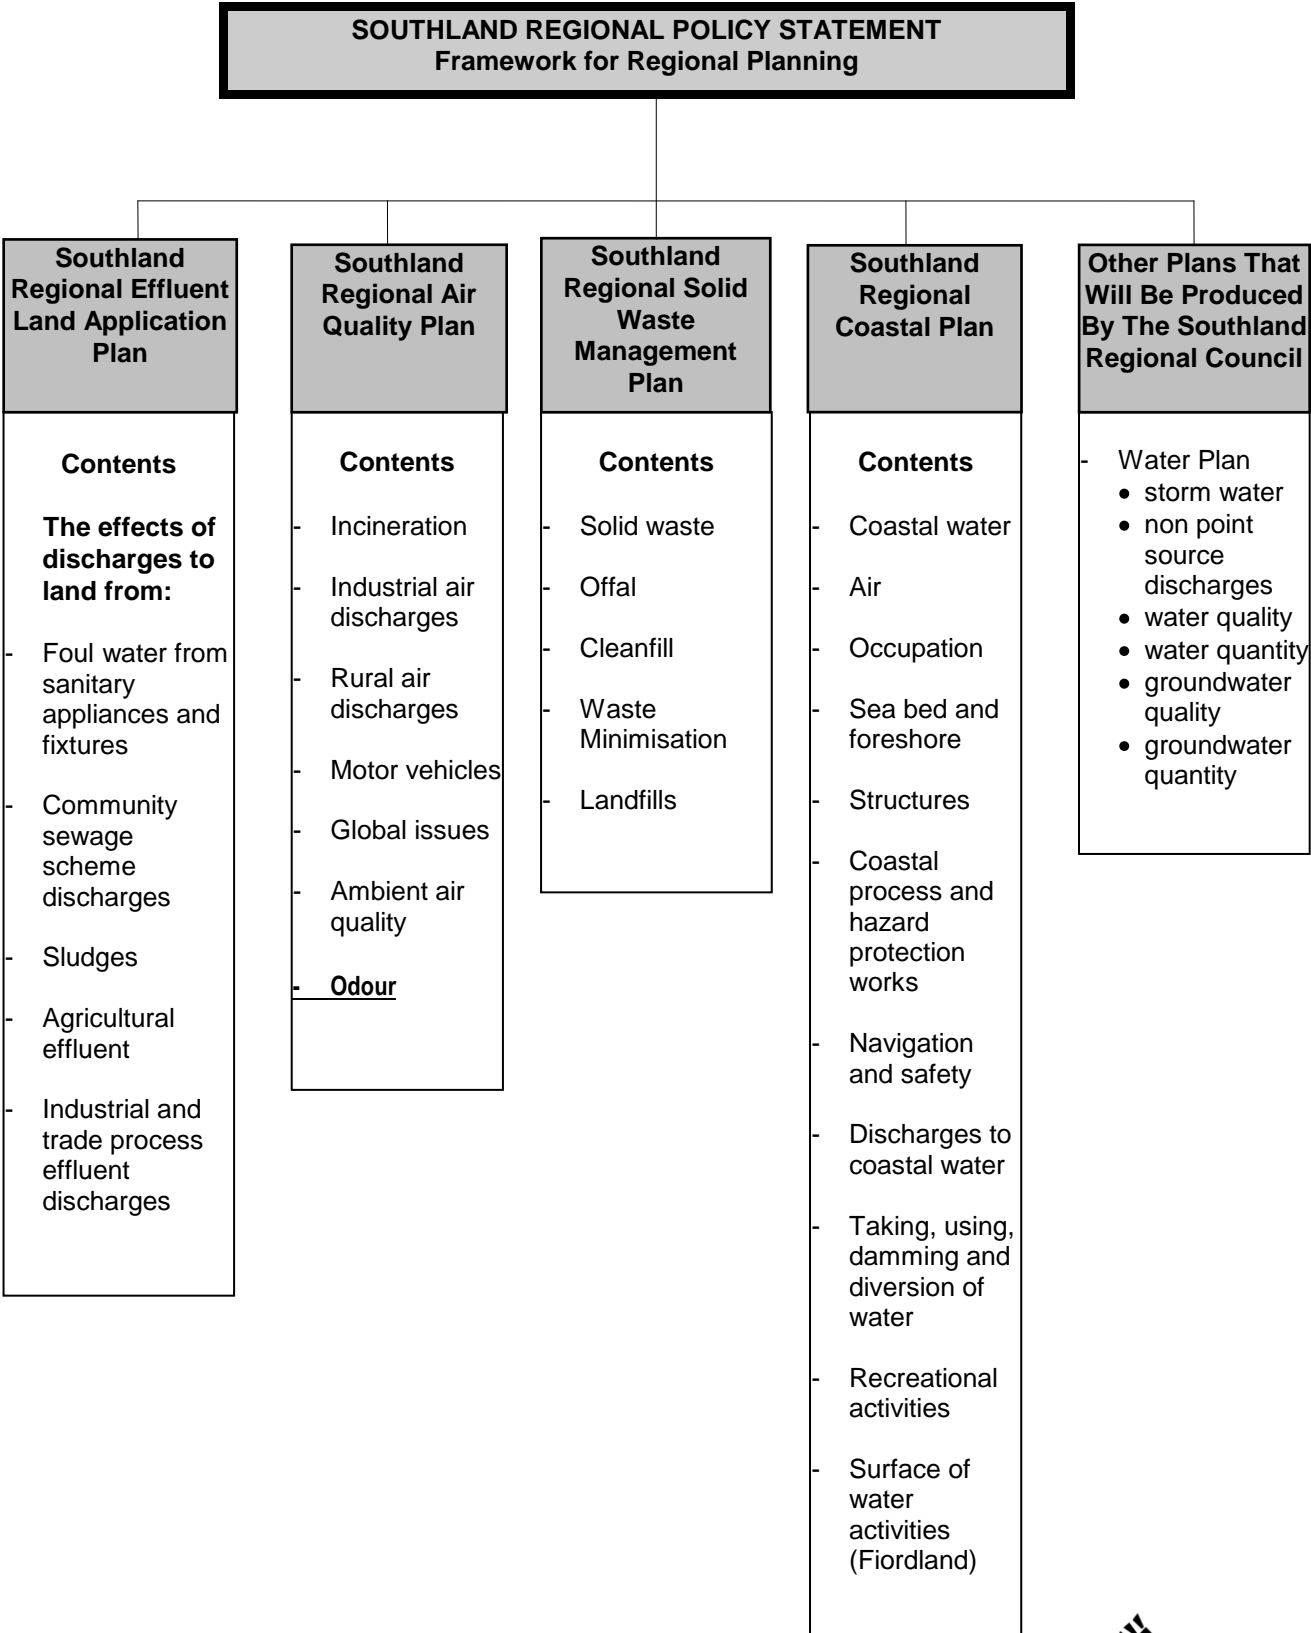 SOUTHLAND REGIONAL POLICY STATEMENT
Framework for Regional Planning
Southland
Regional Effluent
Land Application
Plan
Contents
The effects of
discharges to
land from:
- Foul water from
sanitary
appliances and
fixtures
- Community
sewage
scheme
discharges
- Sludges
- Agricultural
effluent
- Industrial and
trade process
effluent
discharges
Southland
Regional Air
Quality Plan
Contents
- Incineration
- Industrial air
discharges
- Rural air
discharges
- Motor vehicles
- Global issues
- Ambient air
quality
- Odour
Southland
Regional Solid
Waste
Management
Plan
Contents
- Solid waste
- Offal
- Cleanfill
- Waste
Minimisation
- Landfills
Southland
Regional
Coastal Plan
Contents
- Coastal water
- Air
- Occupation
- Sea bed and
foreshore
- Structures
- Coastal
process and
hazard
protection
works
- Navigation
and safety
- Discharges to
coastal water
- Taking, using,
damming and
diversion of
water
- Recreational
activities
- Surface of
water
activities
(Fiordland)
Other Plans That
Will Be Produced
By The Southland
Regional Council
- Water Plan
• storm water
• non point
source
discharges
• water quality
• water quantity
• groundwater
quality
• groundwater
quantity